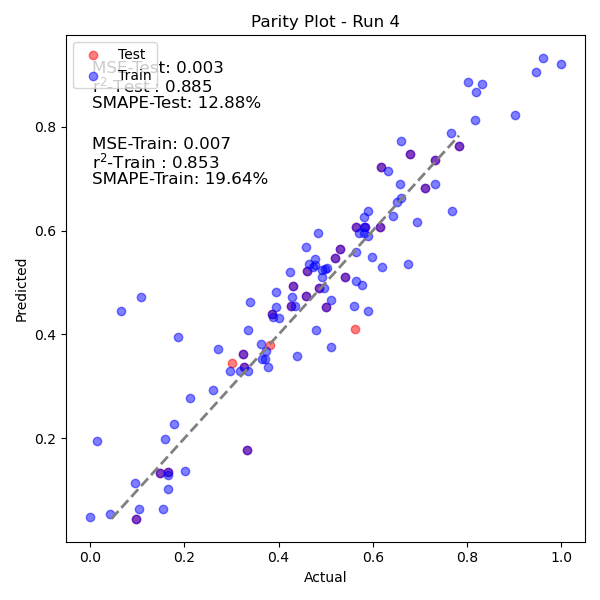 Parity Plot - Run 4
Test
Train
MSE-Test: 0.003
r²-Test : 0.885
SMAPE-Test: 12.88%
MSE-Train: 0.007
r²-Train : 0.853
SMAPE-Train: 19.64%
Predicted
0.8
0.6
0.4
0.2
0.0 0.2 0.4 0.6 0.8 1.0
Actual